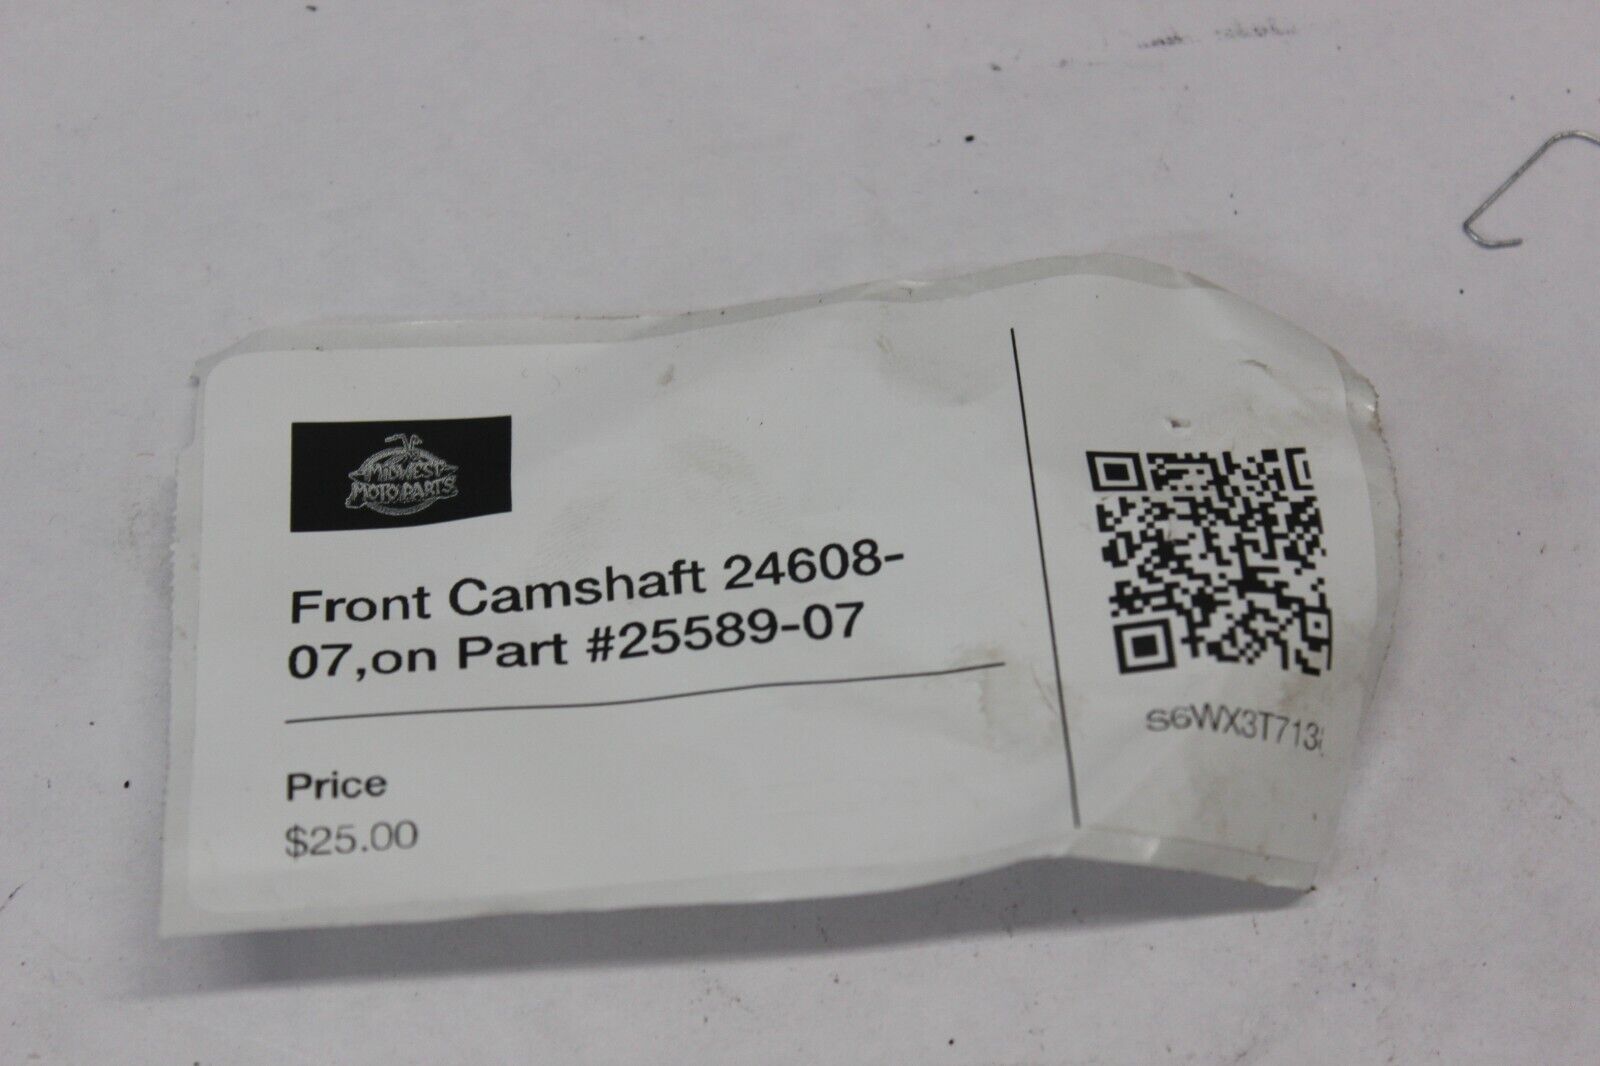 MIDWEST
MOTO PARTS
Front Camshaft 24608-
07,on Part #25589-07
Price
$25.00
S6WX3T713